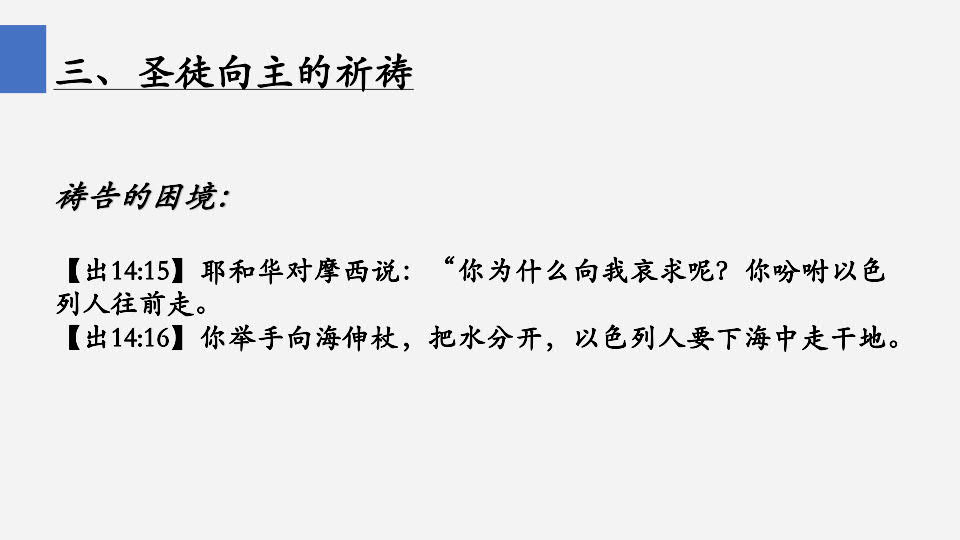 三、圣徒向主的祈祷
祷告的困境：
【出14:15】耶和华对摩西说：“你为什么向我哀求呢？你吩咐以色
列人往前走。
【出14:16】你举手向海伸杖，把水分开，以色列人要下海中走干地。